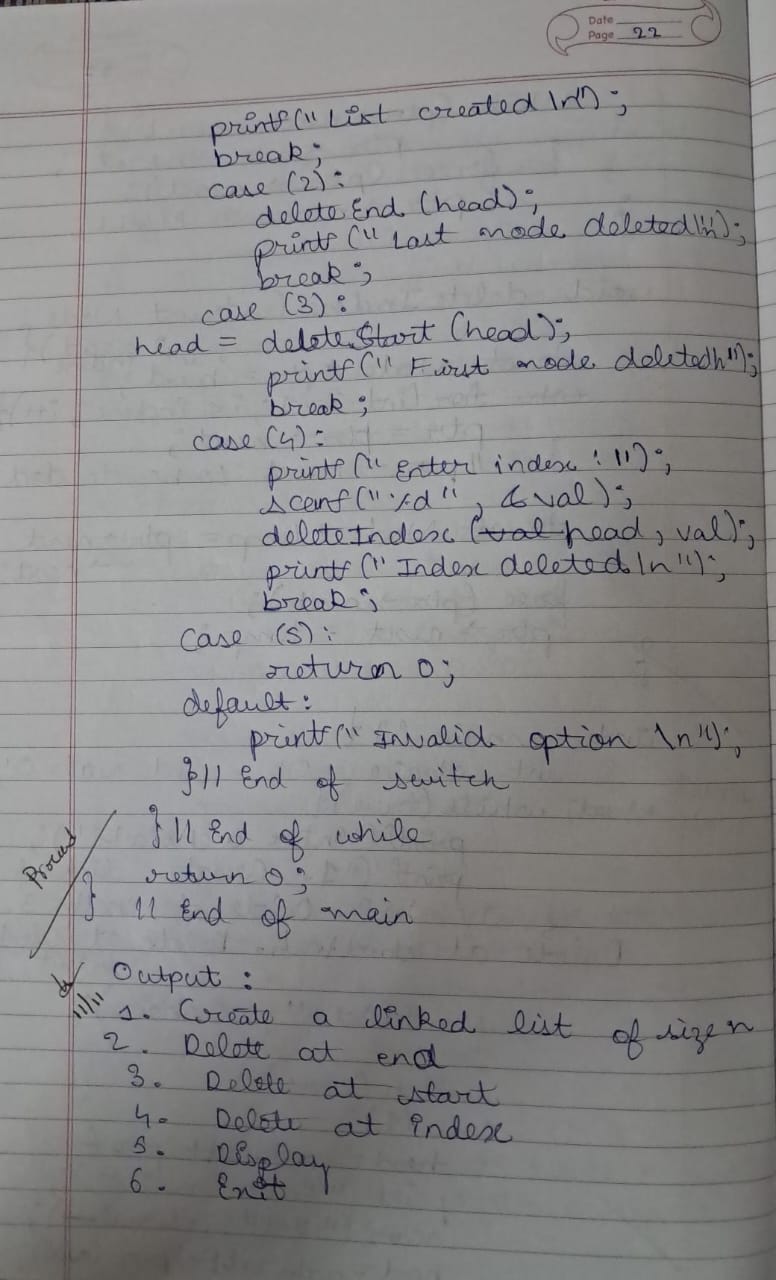 Date
Page 22
printf(" List created \n");
break;
case (2):
deleteEnd (head);
printf (" Last node deleted\n");
break;
case (3):
head = deleteStart (head);
printf (" First node deleted\n");
break;
case (4):
printf (" Enter index : ");
scanf("%d", &val);
deleteIndex (val head, val);
printf (" Index deleted \n");
break;
case (5):
return 0;
default:
printf(" Invalid option \n");
}// End of switch
}// End of while
return 0;
} // End of main
Output :
1. Create a linked list of size n
2. Delete at end
3. Delete at start
4. Delete at index
5. Display
6. Exit